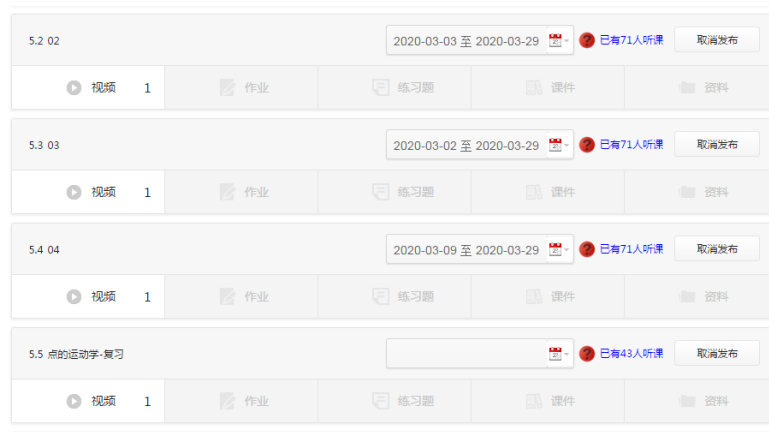 5.2 02 2020-03-03 至 2020-03-29 已有71人听课 取消发布
视频 1 作业 练习题 课件 资料
5.3 03 2020-03-02 至 2020-03-29 已有71人听课 取消发布
视频 1 作业 练习题 课件 资料
5.4 04 2020-03-09 至 2020-03-29 已有71人听课 取消发布
视频 1 作业 练习题 课件 资料
5.5 点的运动学-复习 已有43人听课 取消发布
视频 1 作业 练习题 课件 资料